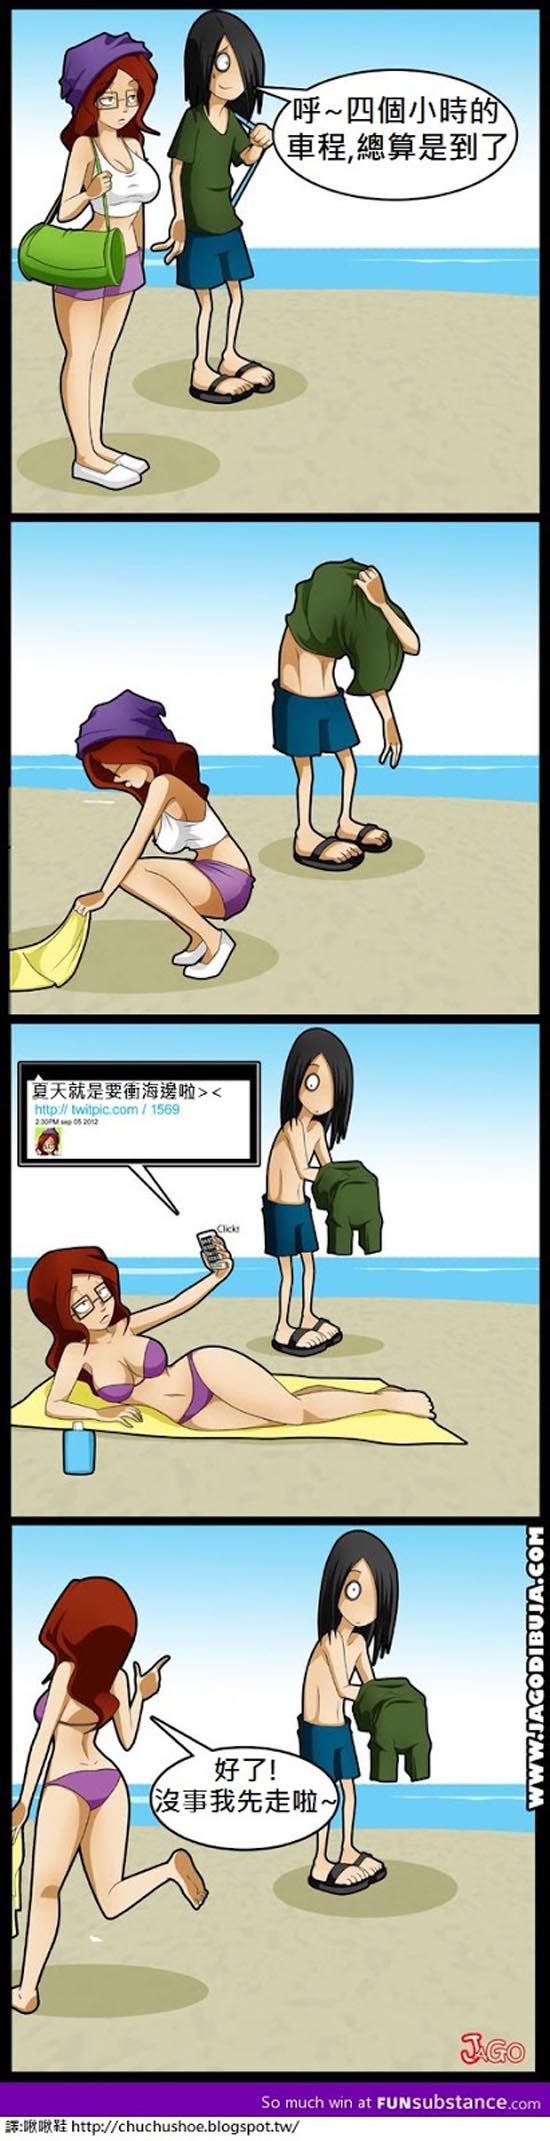 呼~四個小時的
車程,總算是到了
夏天就是要衝海邊啦><
http:// twitpic.com / 1569
2:30PM sep 05 2012
Click!
WWW.JAGODIBUJA.COM
好了!
沒事我先走啦~
JAGO
So much win at FUNsubstance.com
譯:啾啾鞋 http://chuchushoe.blogspot.tw/